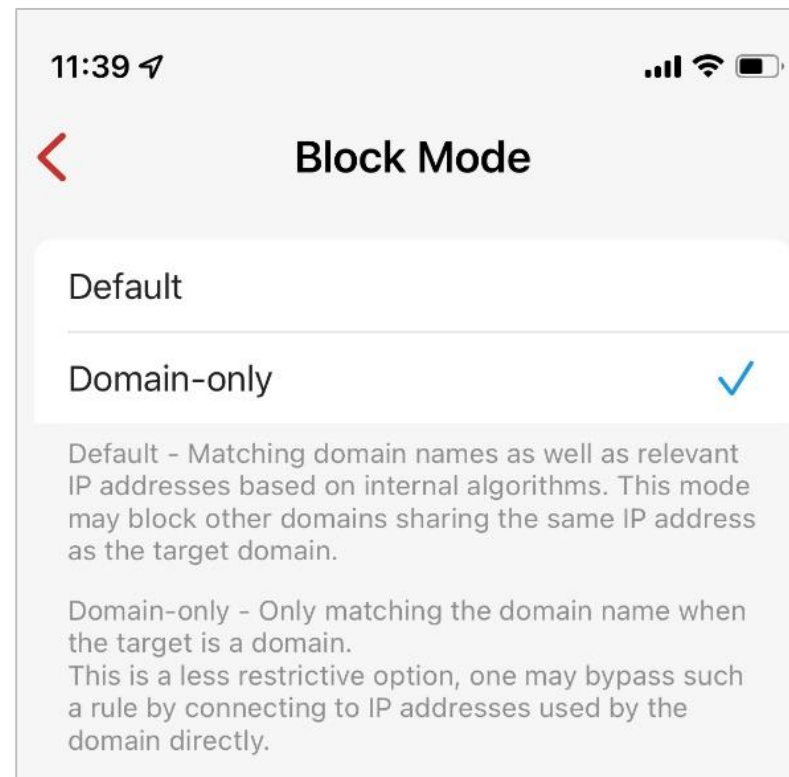 11:39
Block Mode
Default
Domain-only
Default - Matching domain names as well as relevant
IP addresses based on internal algorithms. This mode
may block other domains sharing the same IP address
as the target domain.
Domain-only - Only matching the domain name when
the target is a domain.
This is a less restrictive option, one may bypass such
a rule by connecting to IP addresses used by the
domain directly.